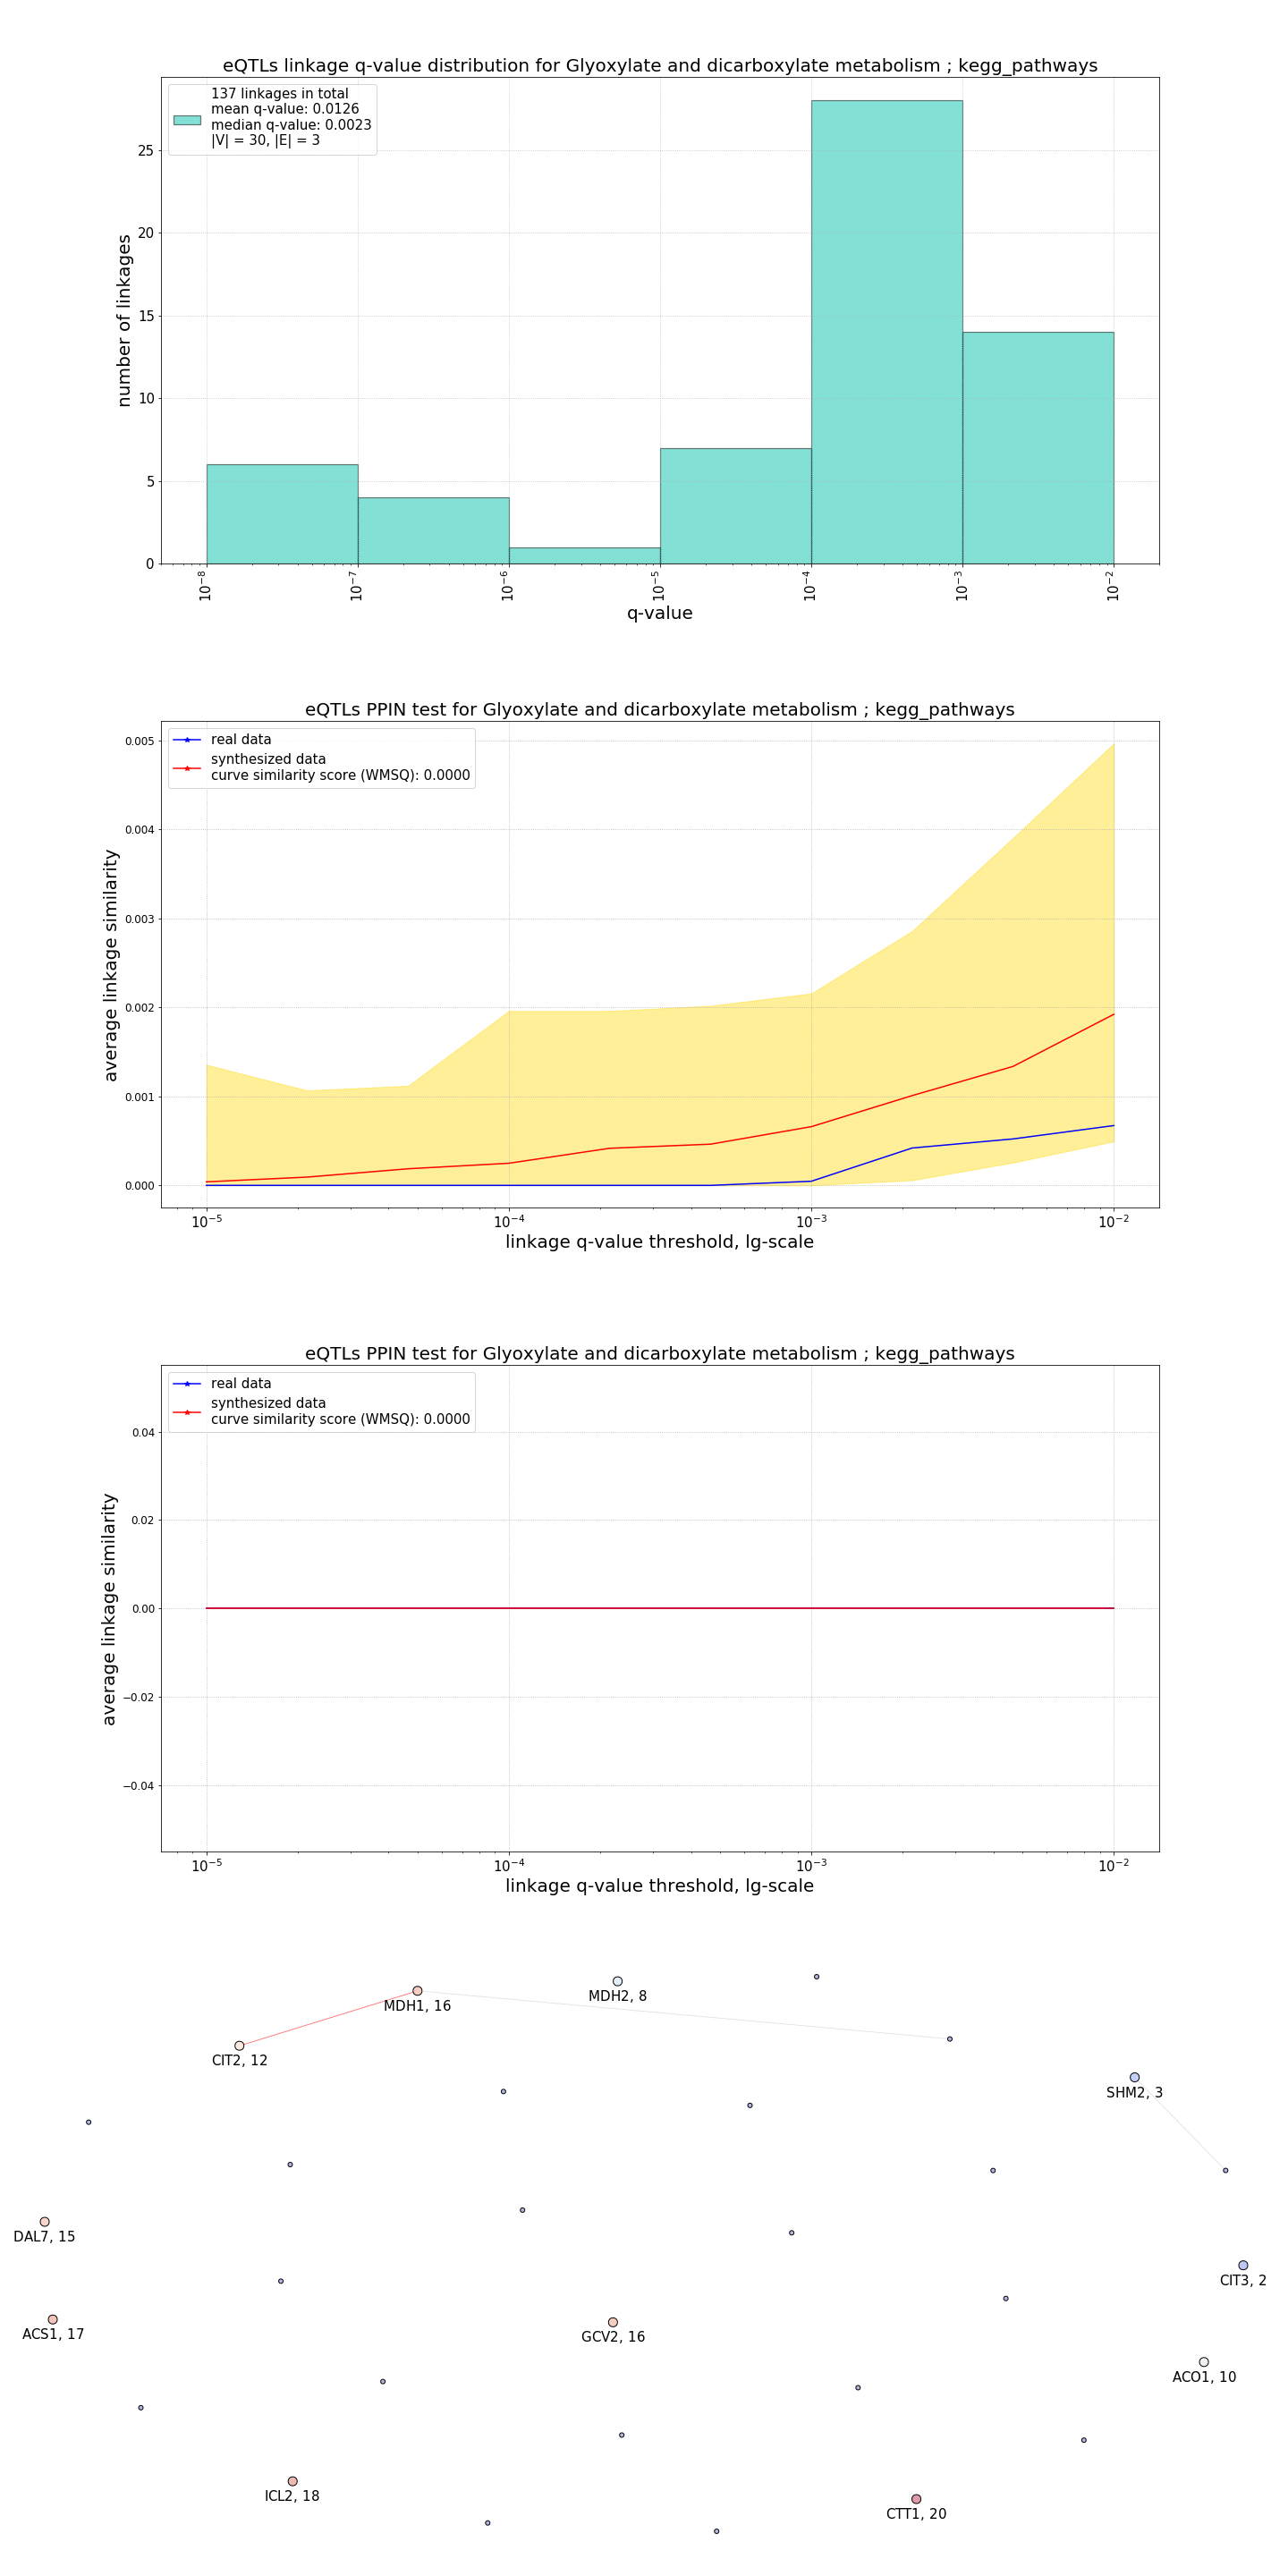 eQTLs linkage q-value distribution for Glyoxylate and dicarboxylate metabolism ; kegg_pathways
137 linkages in total
mean q-value: 0.0126
median q-value: 0.0023
|V| = 30, |E| = 3
number of linkages
25
20
15
10
5
0
10⁻⁸ 10⁻⁷ 10⁻⁶ 10⁻⁵ 10⁻⁴ 10⁻³ 10⁻²
q-value
eQTLs PPIN test for Glyoxylate and dicarboxylate metabolism ; kegg_pathways
real data
synthesized data
curve similarity score (WMSQ): 0.0000
average linkage similarity
0.005
0.004
0.003
0.002
0.001
0.000
10⁻⁵ 10⁻⁴ 10⁻³ 10⁻²
linkage q-value threshold, lg-scale
eQTLs PPIN test for Glyoxylate and dicarboxylate metabolism ; kegg_pathways
real data
synthesized data
curve similarity score (WMSQ): 0.0000
average linkage similarity
0.04
0.02
0.00
−0.02
−0.04
10⁻⁵ 10⁻⁴ 10⁻³ 10⁻²
linkage q-value threshold, lg-scale
MDH2, 8
MDH1, 16
CIT2, 12
SHM2, 3
DAL7, 15
CIT3, 2
ACS1, 17
GCV2, 16
ACO1, 10
ICL2, 18
CTT1, 20